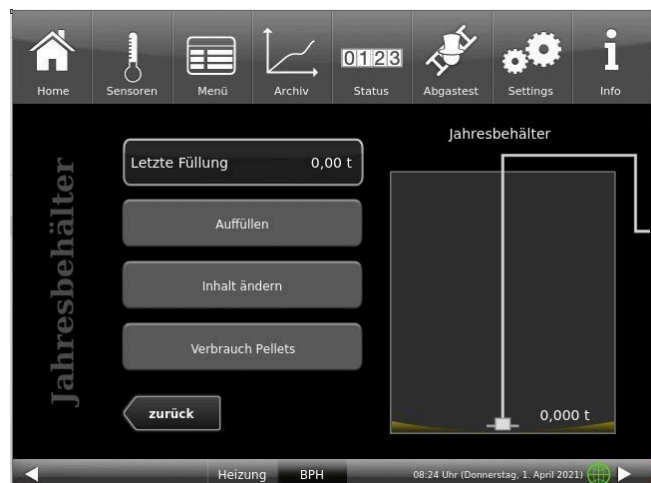 0123
Home Sensoren Menü Archiv Status Abgastest Settings Info
Jahresbehälter
Jahresbehälter
Letzte Füllung 0,00 t
Auffüllen
Inhalt ändern
Verbrauch Pellets
zurück
0,000 t
Heizung BPH 08:24 Uhr (Donnerstag, 1. April 2021)